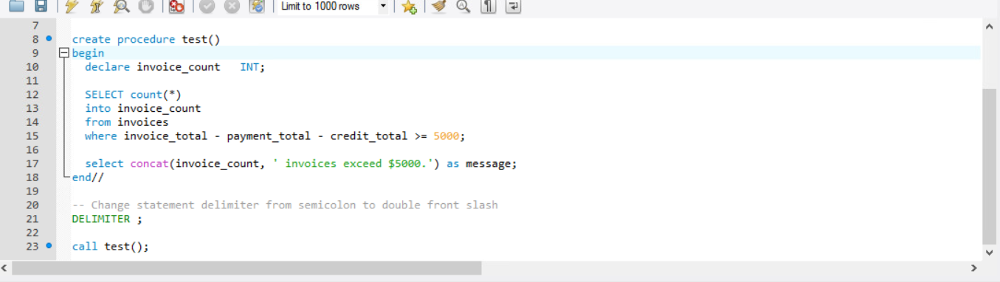 Limit to 1000 rows
7
8 create procedure test()
9 begin
10 declare invoice_count   INT;
11
12 SELECT count(*)
13 into invoice_count
14 from invoices
15 where invoice_total - payment_total - credit_total >= 5000;
16
17 select concat(invoice_count, ' invoices exceed $5000.') as message;
18 end//
19
20 -- Change statement delimiter from semicolon to double front slash
21 DELIMITER ;
22
23 call test();